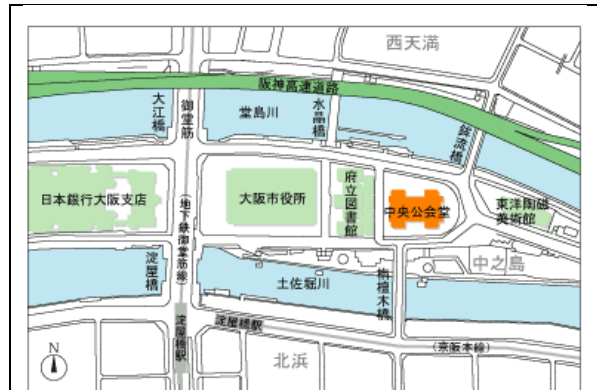 西天満
阪神高速道路
大江橋
御堂筋
堂島川
水晶橋
鉾流橋
日本銀行大阪支店
(地下鉄御堂筋線)
大阪市役所
府立図書館
中央公会堂
東洋陶磁
美術館
淀屋橋
土佐堀川
栴檀木橋
中之島
淀屋橋駅
淀屋橋駅
(京阪本線)
北浜
N